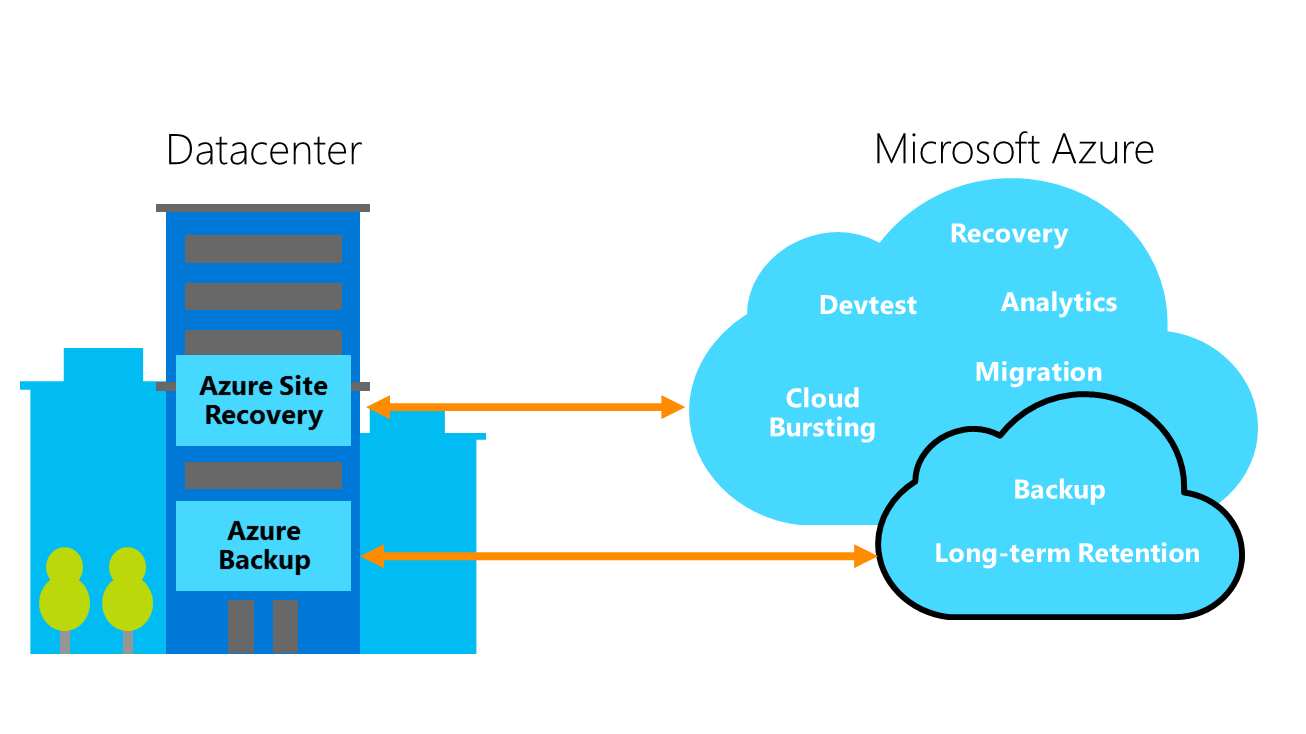 Datacenter
Microsoft Azure
Recovery
Devtest
Analytics
Migration
Cloud
Bursting
Azure Site
Recovery
Backup
Long-term Retention
Azure
Backup